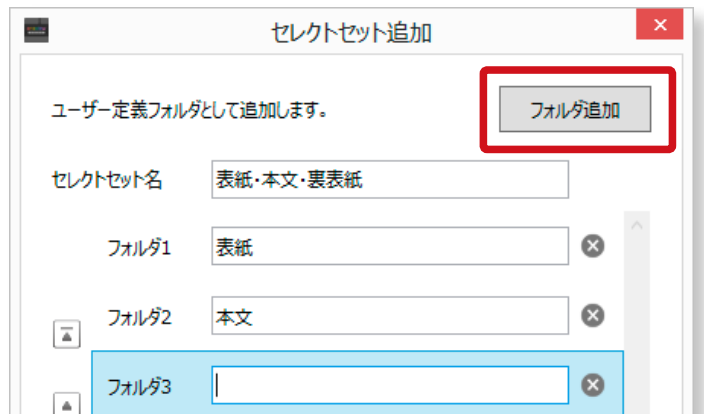 セレクトセット追加
ユーザー定義フォルダとして追加します。
フォルダ追加
セレクトセット名
表紙・本文・裏表紙
フォルダ1
表紙
フォルダ2
本文
フォルダ3